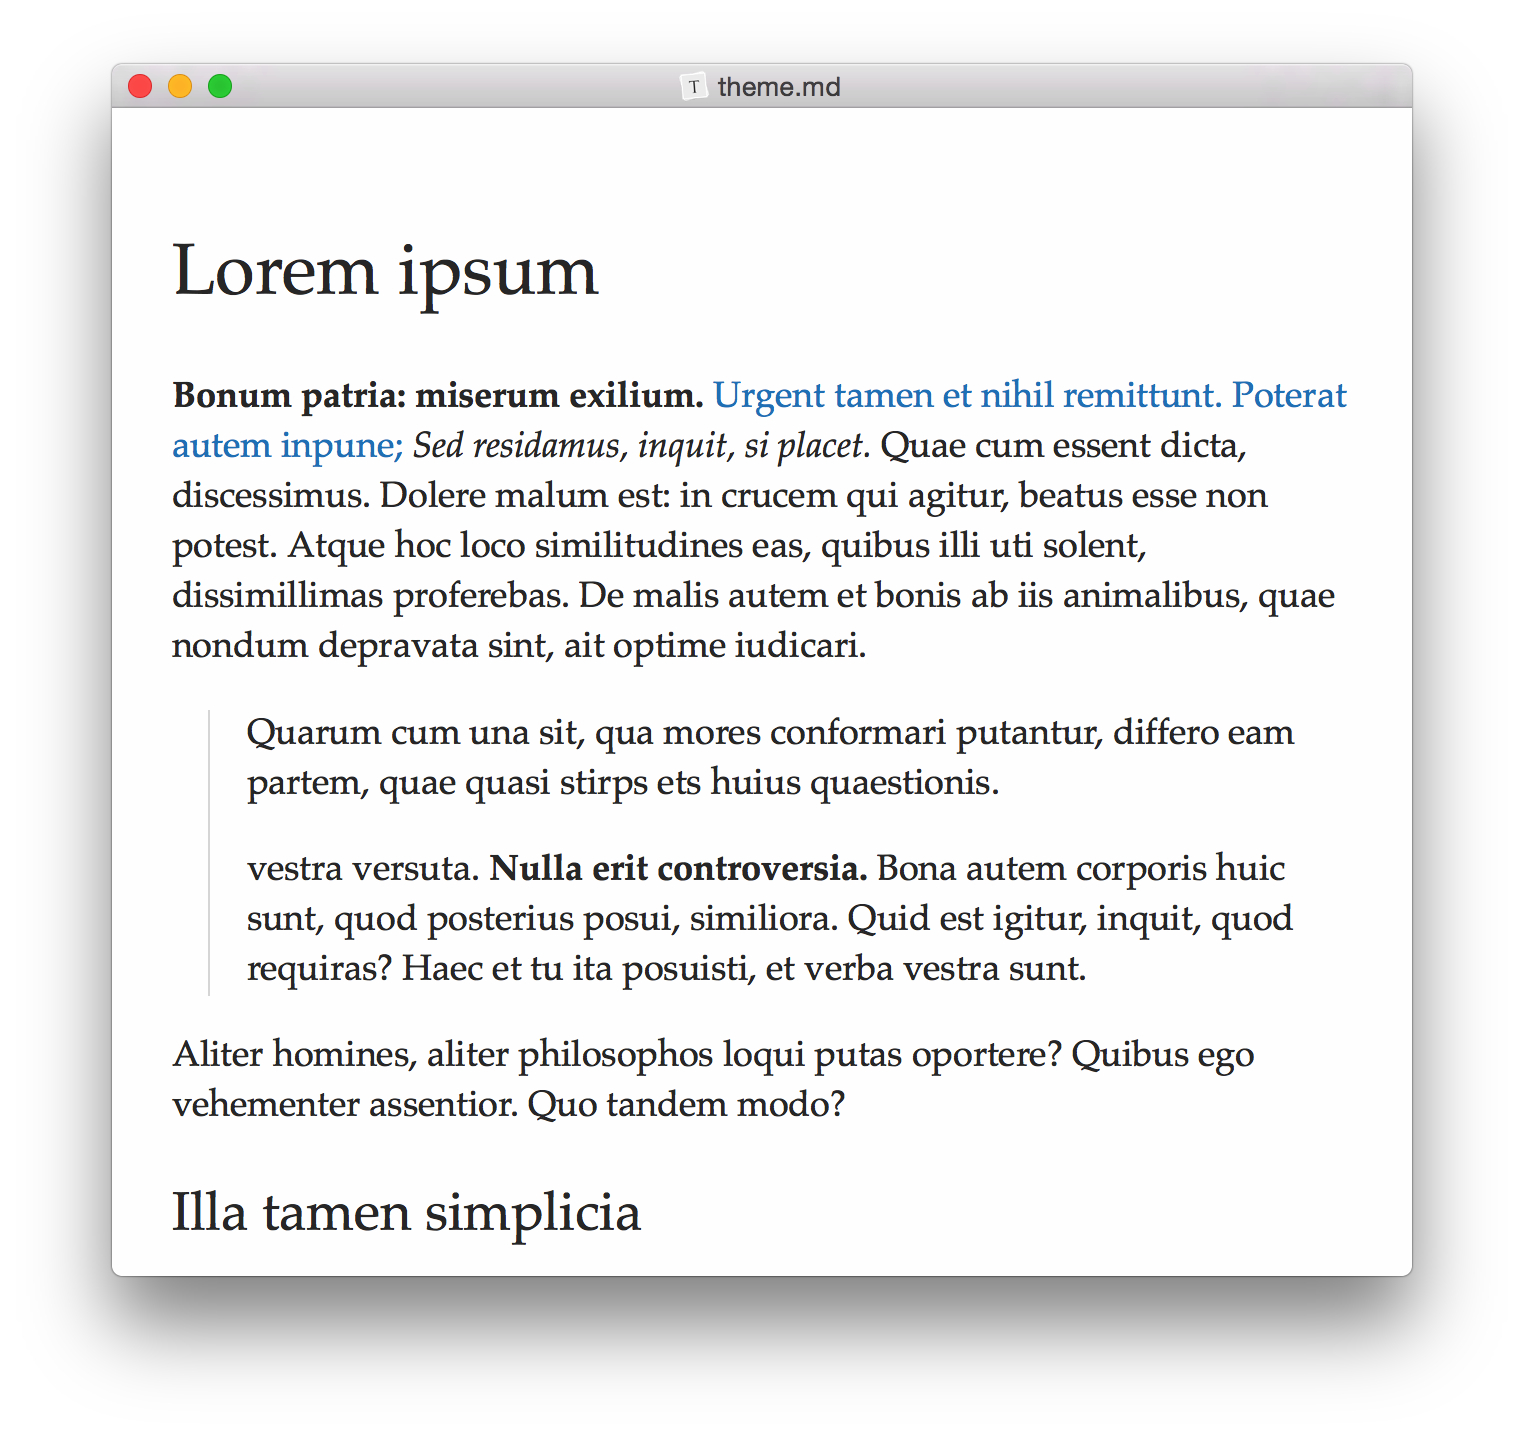 T theme.md
Lorem ipsum
Bonum patria: miserum exilium. Urgent tamen et nihil remittunt. Poterat
autem inpune; Sed residamus, inquit, si placet. Quae cum essent dicta,
discessimus. Dolere malum est: in crucem qui agitur, beatus esse non
potest. Atque hoc loco similitudines eas, quibus illi uti solent,
dissimillimas proferebas. De malis autem et bonis ab iis animalibus, quae
nondum depravata sint, ait optime iudicari.
Quarum cum una sit, qua mores conformari putantur, differo eam
partem, quae quasi stirps ets huius quaestionis.
vestra versuta. Nulla erit controversia. Bona autem corporis huic
sunt, quod posterius posui, similiora. Quid est igitur, inquit, quod
requiras? Haec et tu ita posuisti, et verba vestra sunt.
Aliter homines, aliter philosophos loqui putas oportere? Quibus ego
vehementer assentior. Quo tandem modo?
Illa tamen simplicia